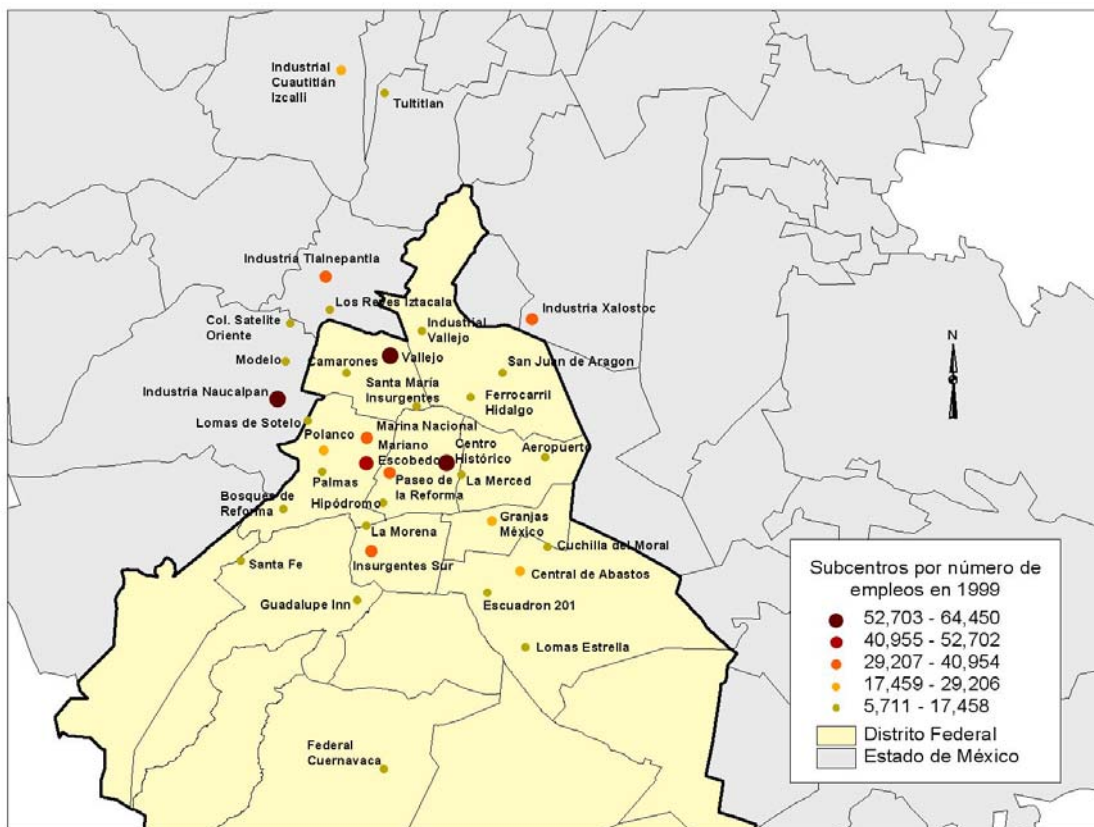 Industrial
Cuautitlán
Izcalli
Tultitlan
Industria Tlalnepantla
Los Reyes Iztacala
Industria Xalostoc
Col. Satelite
Oriente
Industrial
Vallejo
N
Modelo
Camarones
Vallejo
San Juan de Aragon
Santa María
Insurgentes
Industria Naucalpan
Ferrocarril
Hidalgo
Lomas de Sotelo
Marina Nacional
Polanco
Mariano
Escobedo
Centro
Histórico
Aeropuerto
Palmas
Paseo de
la Reforma
La Merced
Bosques de
Reforma
Hipódromo
Granjas
México
La Morena
Cuchilla del Moral
Santa Fe
Insurgentes Sur
Central de Abastos
Guadalupe Inn
Escuadron 201
Lomas Estrella
Federal
Cuernavaca
Subcentros por número de
empleos en 1999
52,703 - 64,450
40,955 - 52,702
29,207 - 40,954
17,459 - 29,206
5,711 - 17,458
Distrito Federal
Estado de México